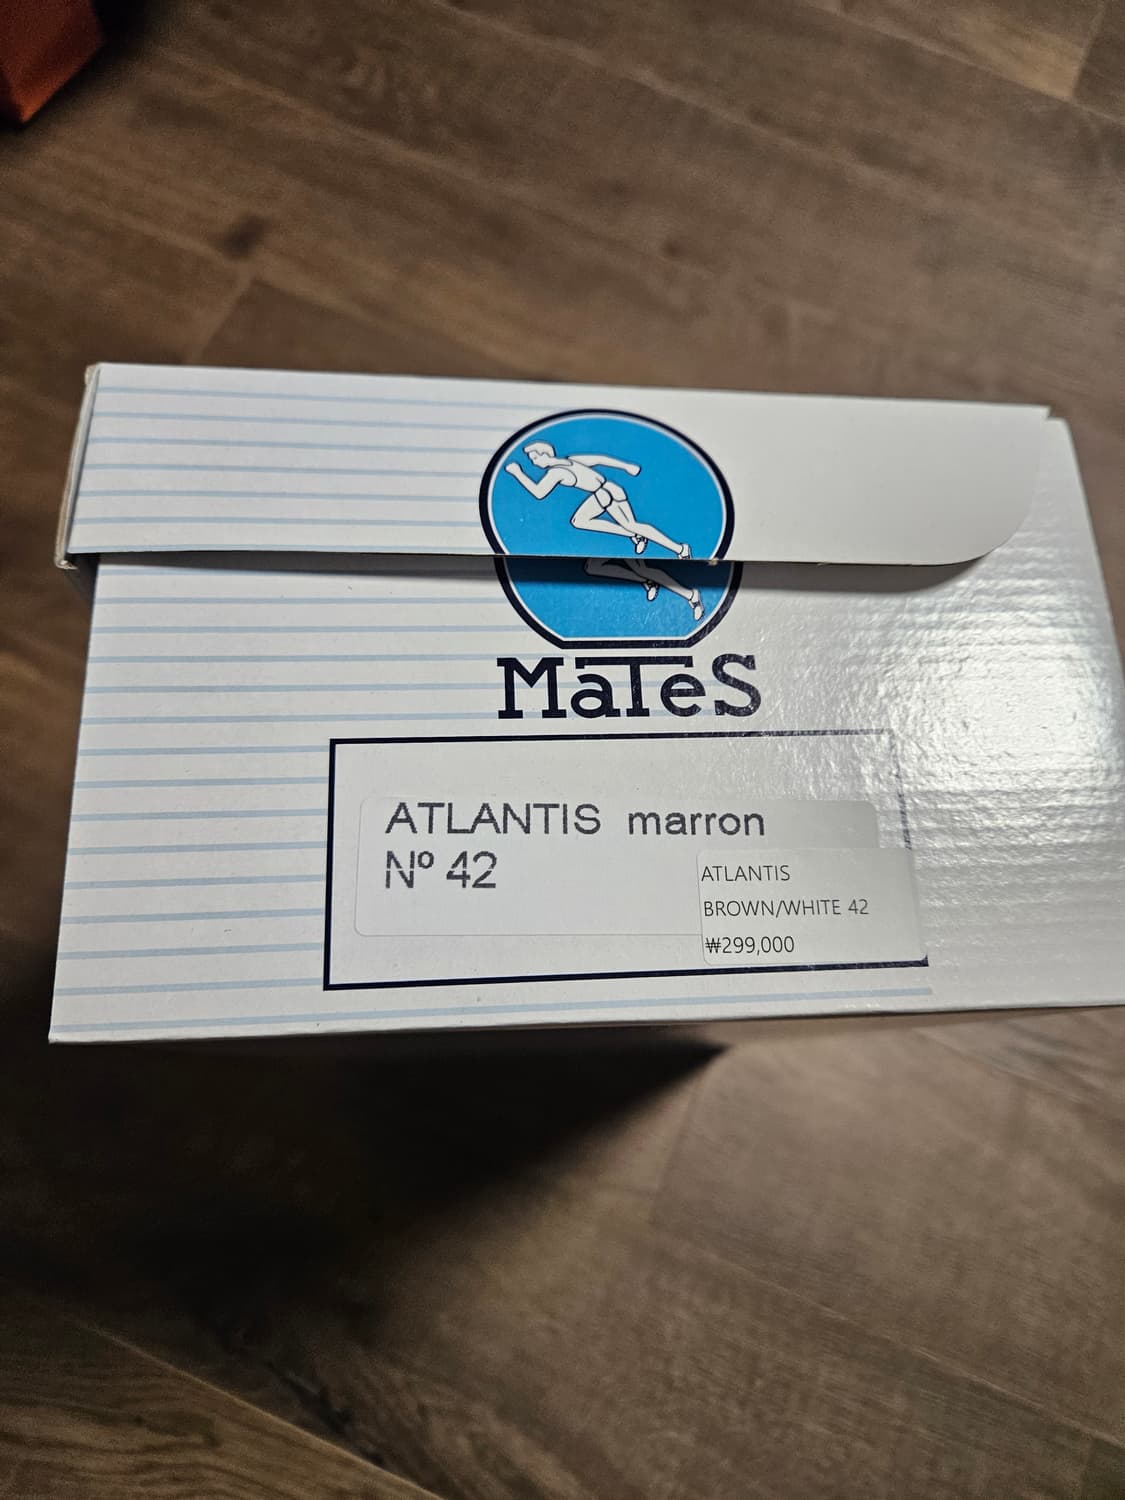 MaTeS
ATLANTIS marron
Nº 42
ATLANTIS
BROWN/WHITE 42
₩299,000